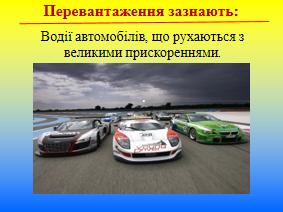 Перевантаження зазнають:
Водії автомобілів, що рухаються з
великими прискореннями.